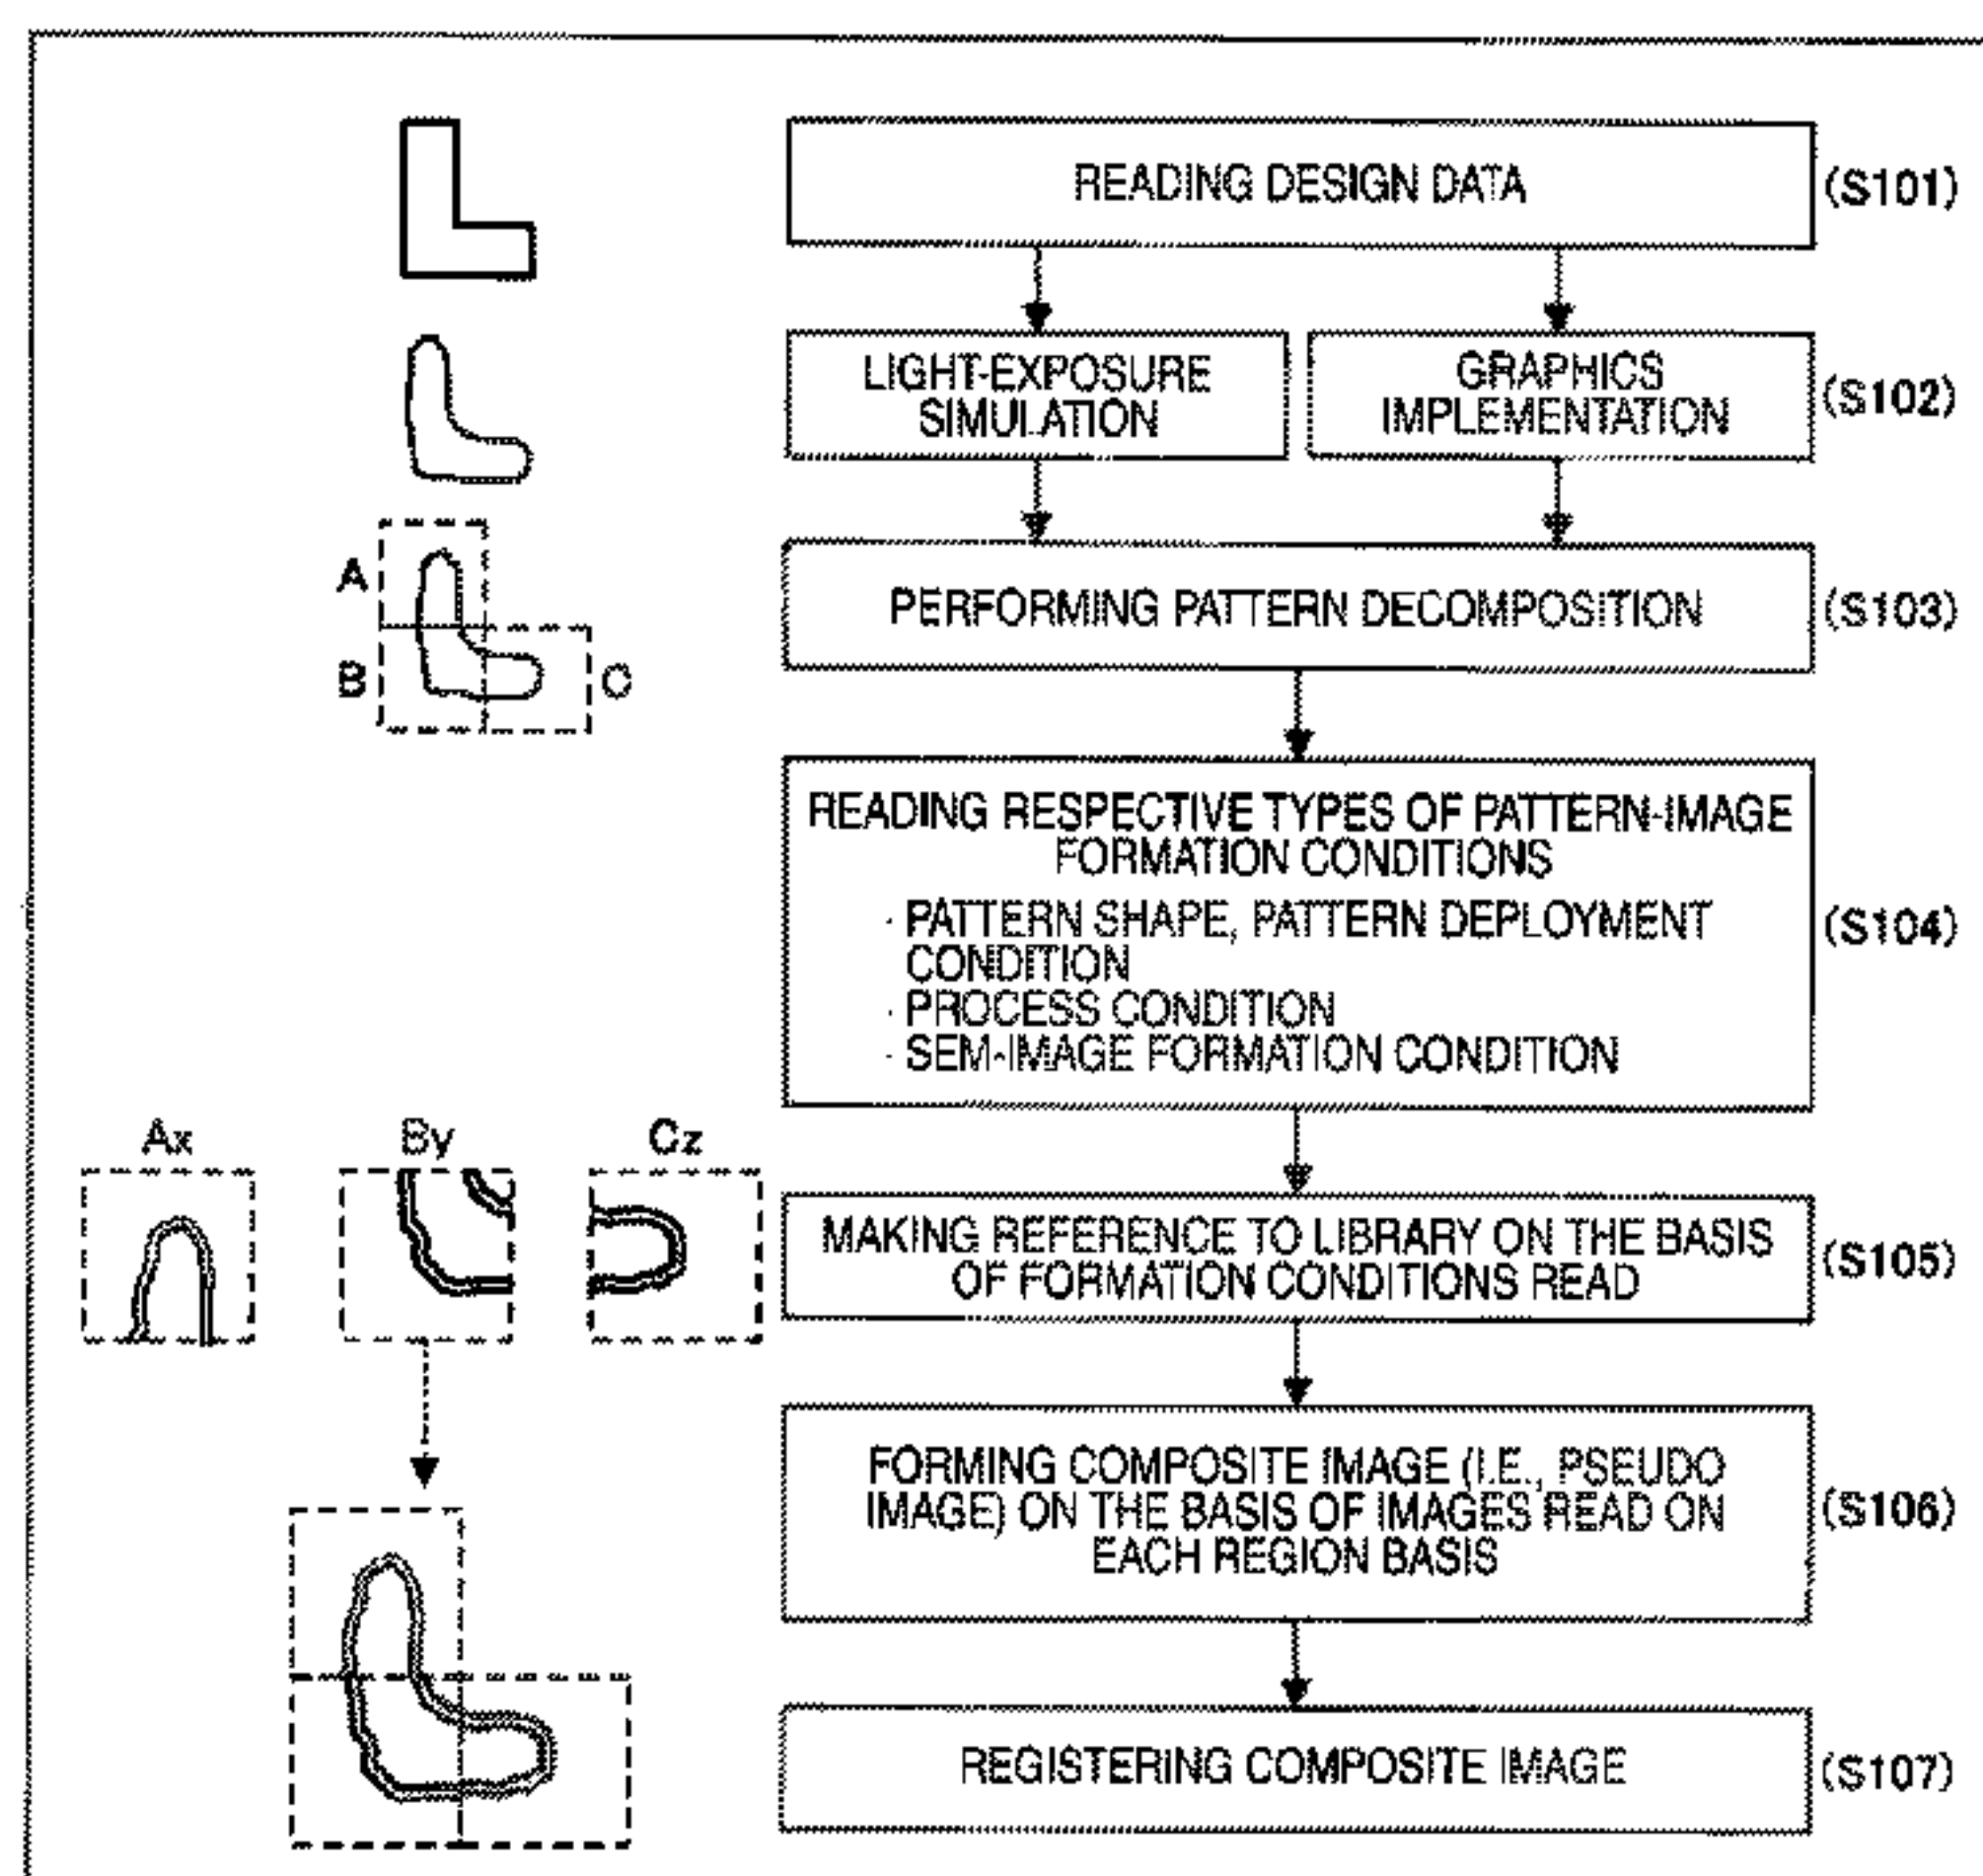 READING DESIGN DATA
(S101)
LIGHT-EXPOSURE
SIMULATION
GRAPHICS
IMPLEMENTATION
(S102)
A
B
C
PERFORMING PATTERN DECOMPOSITION
(S103)
READING RESPECTIVE TYPES OF PATTERN-IMAGE
FORMATION CONDITIONS
· PATTERN SHAPE, PATTERN DEPLOYMENT
CONDITION
· PROCESS CONDITION
· SEM-IMAGE FORMATION CONDITION
(S104)
Ax
By
Cz
MAKING REFERENCE TO LIBRARY ON THE BASIS
OF FORMATION CONDITIONS READ
(S105)
FORMING COMPOSITE IMAGE (I.E., PSEUDO
IMAGE) ON THE BASIS OF IMAGES READ ON
EACH REGION BASIS
(S106)
REGISTERING COMPOSITE IMAGE
(S107)